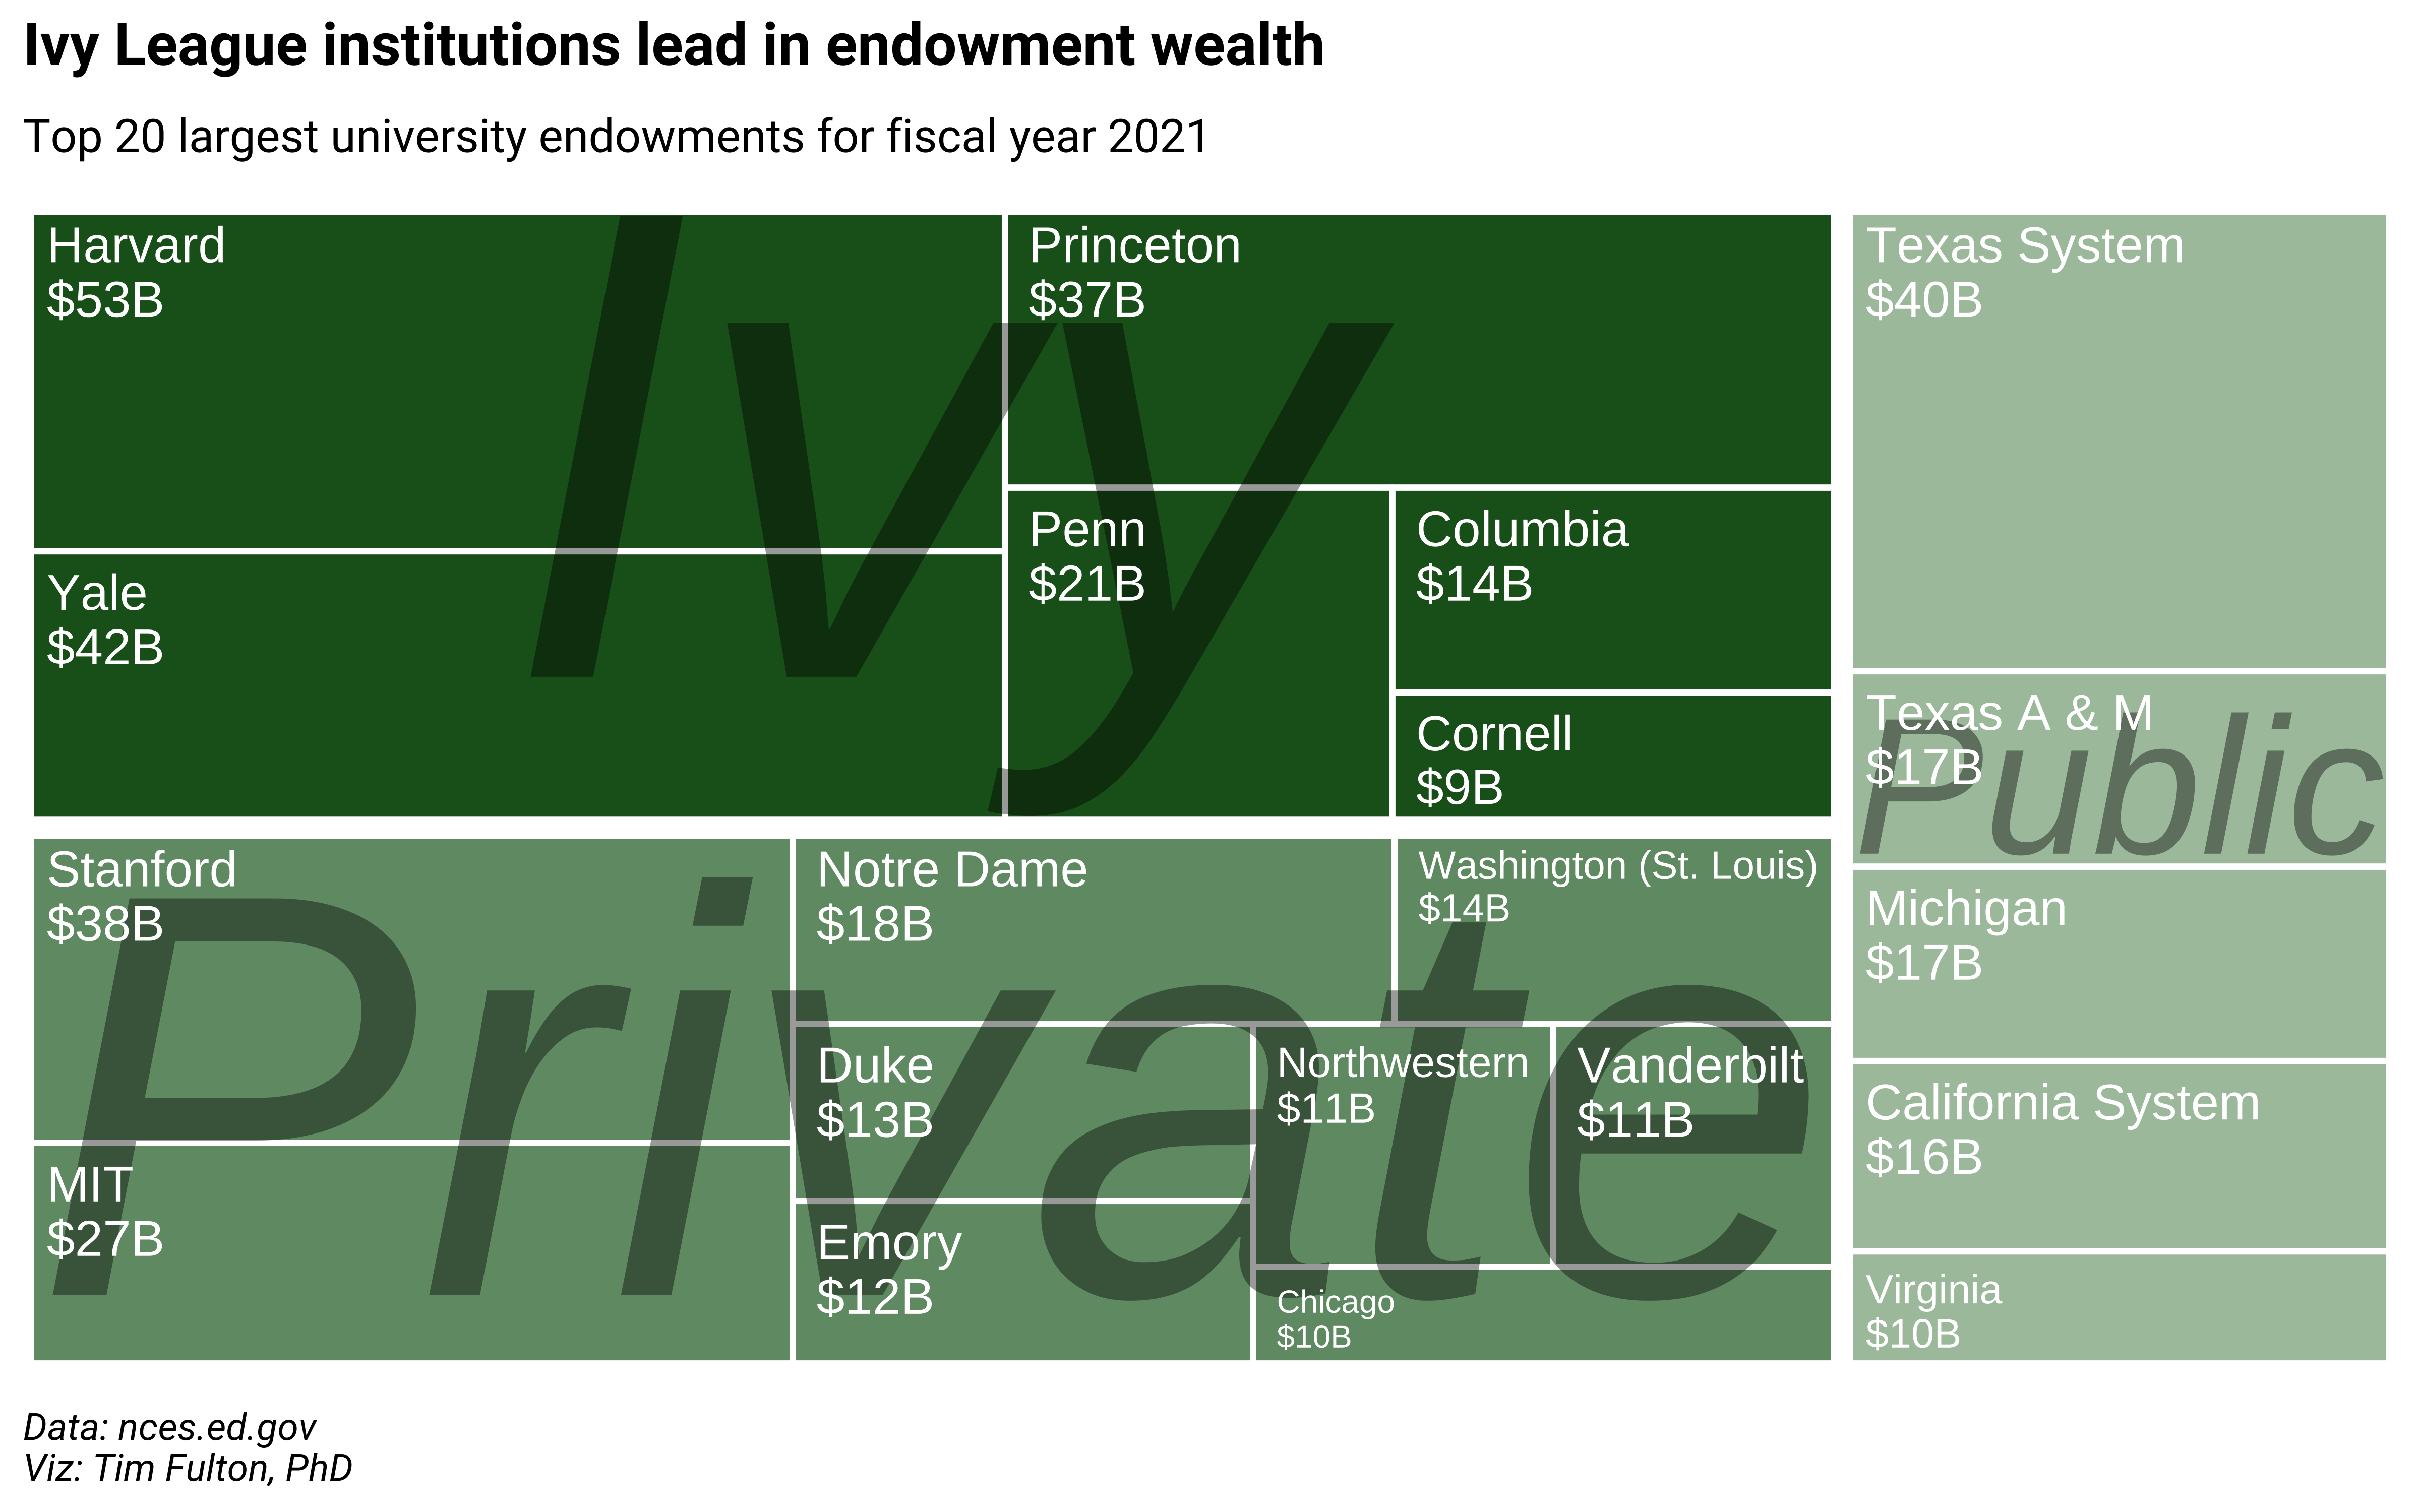 Ivy League institutions lead in endowment wealth
Top 20 largest university endowments for fiscal year 2021
Ivy
Harvard
$53B
Yale
$42B
Princeton
$37B
Penn
$21B
Columbia
$14B
Cornell
$9B
Private
Stanford
$38B
MIT
$27B
Notre Dame
$18B
Washington (St. Louis)
$14B
Duke
$13B
Emory
$12B
Northwestern
$11B
Vanderbilt
$11B
Chicago
$10B
Public
Texas System
$40B
Texas A & M
$17B
Michigan
$17B
California System
$16B
Virginia
$10B
Data: nces.ed.gov
Viz: Tim Fulton, PhD